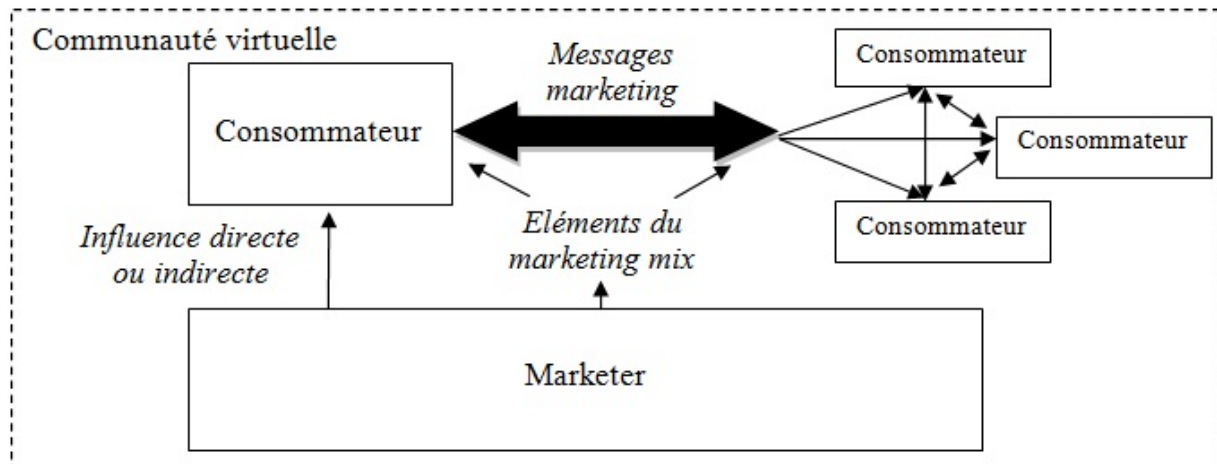 Communauté virtuelle
Messages
marketing
Consommateur
Consommateur
Consommateur
Consommateur
Influence directe
ou indirecte
Eléments du
marketing mix
Marketer